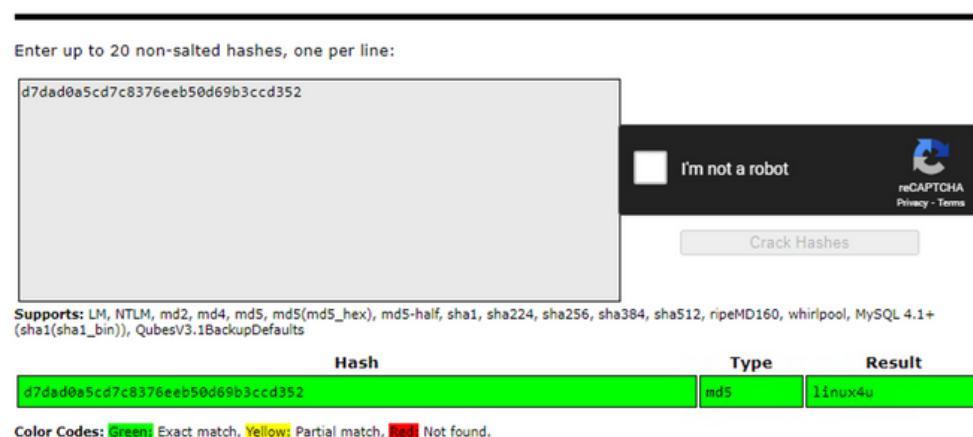 Enter up to 20 non-salted hashes, one per line:
d7dad0a5cd7c8376eeb50d69b3ccd352
I'm not a robot
reCAPTCHA
Privacy - Terms
Crack Hashes
Supports: LM, NTLM, md2, md4, md5, md5(md5_hex), md5-half, sha1, sha224, sha256, sha384, sha512, ripeMD160, whirlpool, MySQL 4.1+
(sha1(sha1_bin)), QubesV3.1BackupDefaults
Hash Type Result
d7dad0a5cd7c8376eeb50d69b3ccd352 md5 linux4u
Color Codes: Green: Exact match, Yellow: Partial match, Red: Not found.